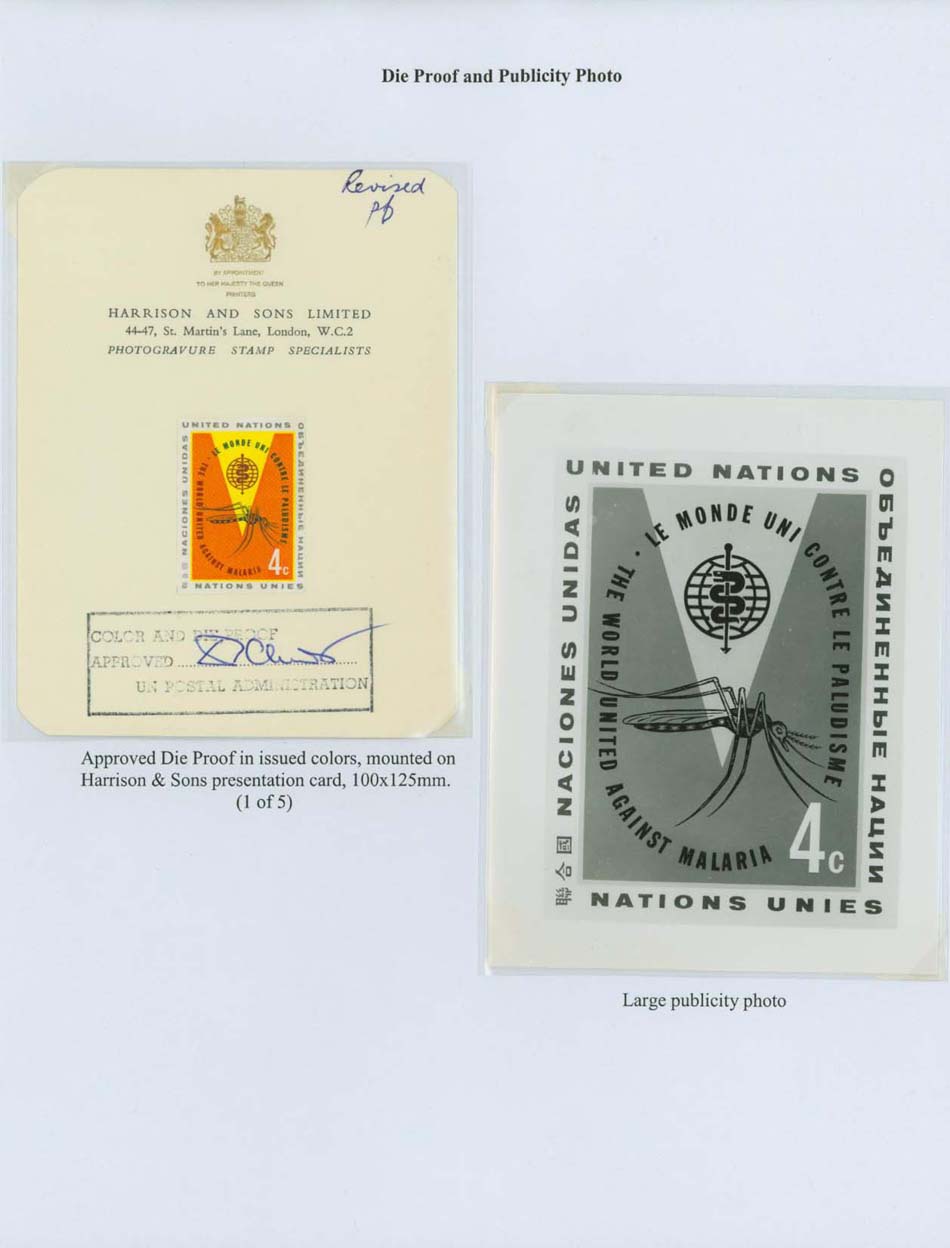 Die Proof and Publicity Photo
Revised
BY APPOINTMENT
TO HER MAJESTY THE QUEEN
PRINTERS
HARRISON AND SONS LIMITED
44-47, St. Martin's Lane, London, W.C.2
PHOTOGRAVURE STAMP SPECIALISTS
UNITED NATIONS
NACIONES UNIDAS
ОБЪЕДИНЕННЫЕ НАЦИИ
· LE MONDE UNI CONTRE LE PALUDISME
THE WORLD UNITED AGAINST MALARIA
4c
NATIONS UNIES
COLOR AND DIE PROOF
APPROVED
UN POSTAL ADMINISTRATION
Approved Die Proof in issued colors, mounted on
Harrison & Sons presentation card, 100x125mm.
(1 of 5)
UNITED NATIONS
NACIONES UNIDAS
聯合國
ОБЪЕДИНЕННЫЕ НАЦИИ
· LE MONDE UNI CONTRE LE PALUDISME
THE WORLD UNITED AGAINST MALARIA
4c
NATIONS UNIES
Large publicity photo